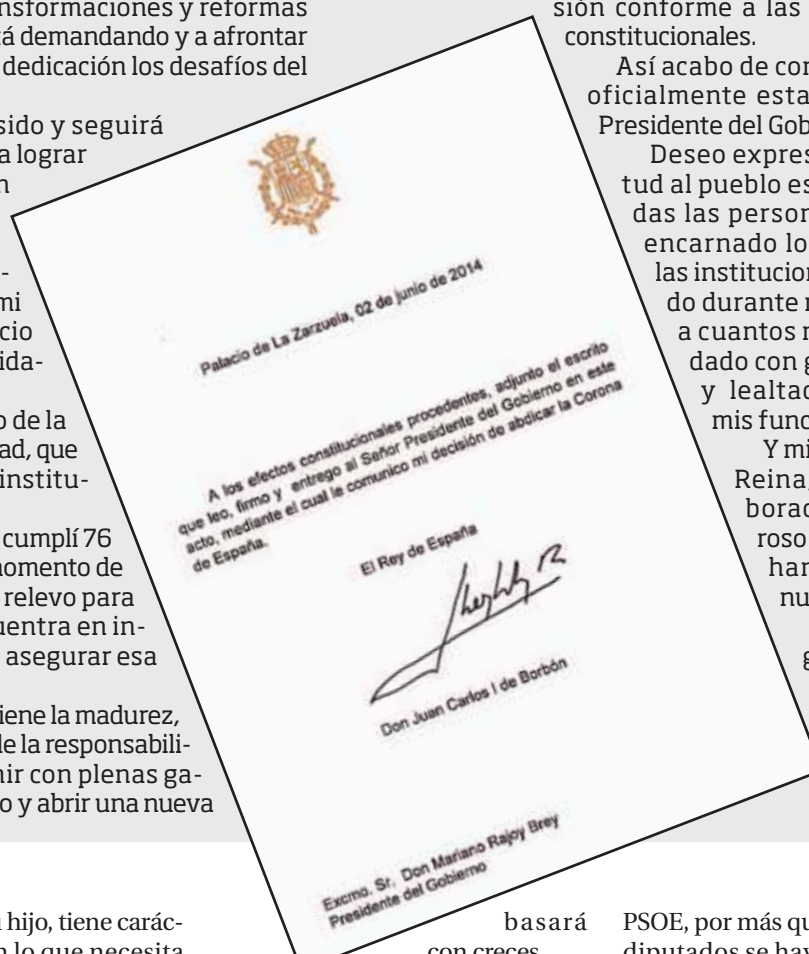 nsformaciones y reformas
tá demandando y a afrontar
dedicación los desafíos del
sido y seguirá
a lograr
n
-
mi
cio
ida-
o de la
ad, que
institu-
cumplí 76
momento de
relevo para
uentra en in-
asegurar esa
iene la madurez,
de la responsabili-
nir con plenas ga-
o y abrir una nueva
Palacio de La Zarzuela, 02 de junio de 2014
A los efectos constitucionales procedentes, adjunto el escrito
que leo, firmo y entrego al Señor Presidente del Gobierno en este
acto, mediante el cual le comunico mi decisión de abdicar la Corona
de España.
El Rey de España
Don Juan Carlos I de Borbón
Excmo. Sr. Don Mariano Rajoy Brey
Presidente del Gobierno
sión conforme a las
constitucionales.
Así acabo de com
oficialmente esta
Presidente del Gob
Deseo expres
tud al pueblo es
das las person
encarnado lo
las institucion
do durante m
a cuantos m
dado con g
y lealtad
mis func
Y mi
Reina,
borac
roso
han
nu
g
u hijo, tiene carác-
n lo que necesita
basará
con creces
PSOE, por más qu
diputados se hay